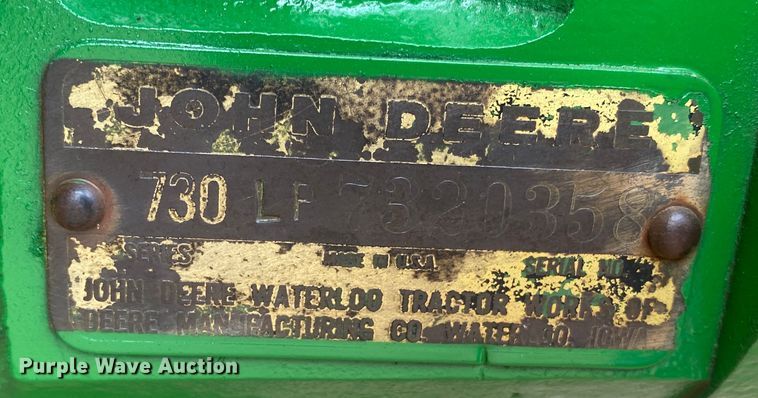 JOHN DEERE
730 LP 7320358
SERIES MADE IN U.S.A. SERIAL NO.
JOHN DEERE WATERLOO TRACTOR WORKS OF
DEERE MANUFACTURING CO. WATERLOO, IOWA
Purple Wave Auction